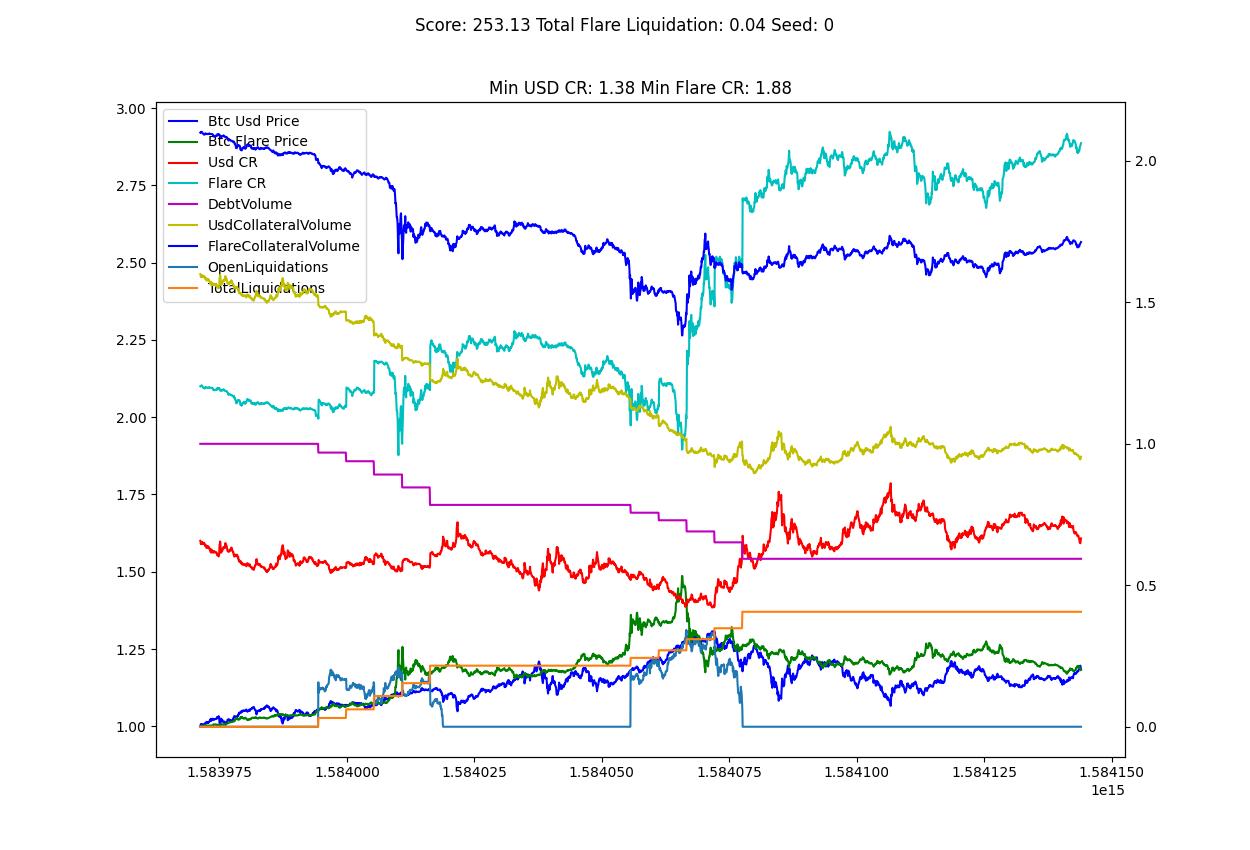 Score: 253.13 Total Flare Liquidation: 0.04 Seed: 0
Min USD CR: 1.38 Min Flare CR: 1.88
3.00
2.75
2.50
2.25
2.00
1.75
1.50
1.25
1.00
Btc Usd Price
Btc Flare Price
Usd CR
Flare CR
DebtVolume
UsdCollateralVolume
FlareCollateralVolume
OpenLiquidations
TotalLiquidations
2.0
1.5
1.0
0.5
0.0
1.583975 1.584000 1.584025 1.584050 1.584075 1.584100 1.584125 1.584150
1e15